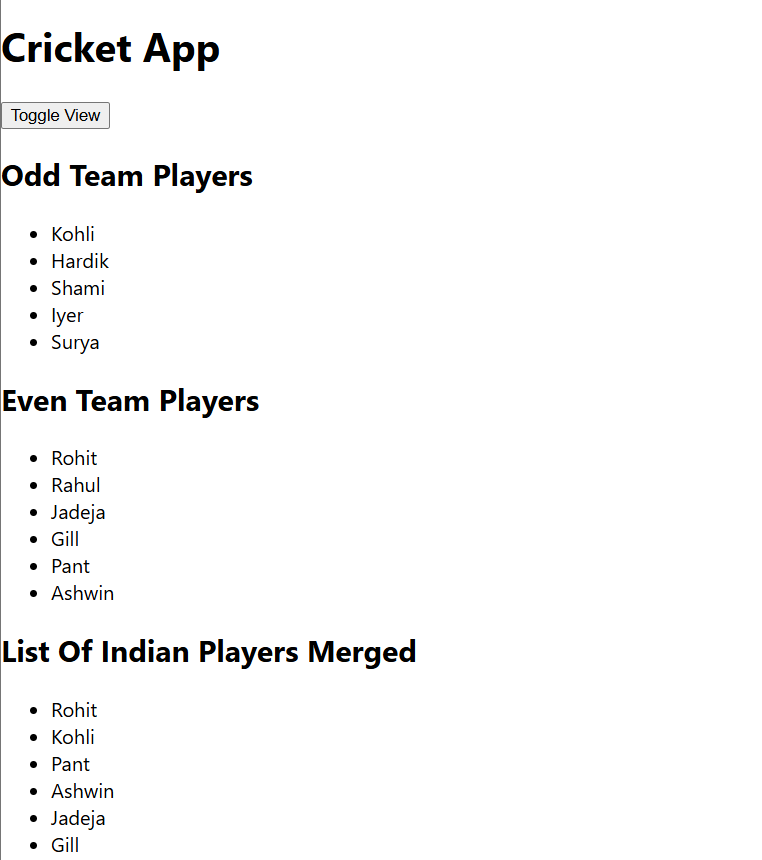 Cricket App
Toggle View
Odd Team Players
Kohli
Hardik
Shami
Iyer
Surya
Even Team Players
Rohit
Rahul
Jadeja
Gill
Pant
Ashwin
List Of Indian Players Merged
Rohit
Kohli
Pant
Ashwin
Jadeja
Gill